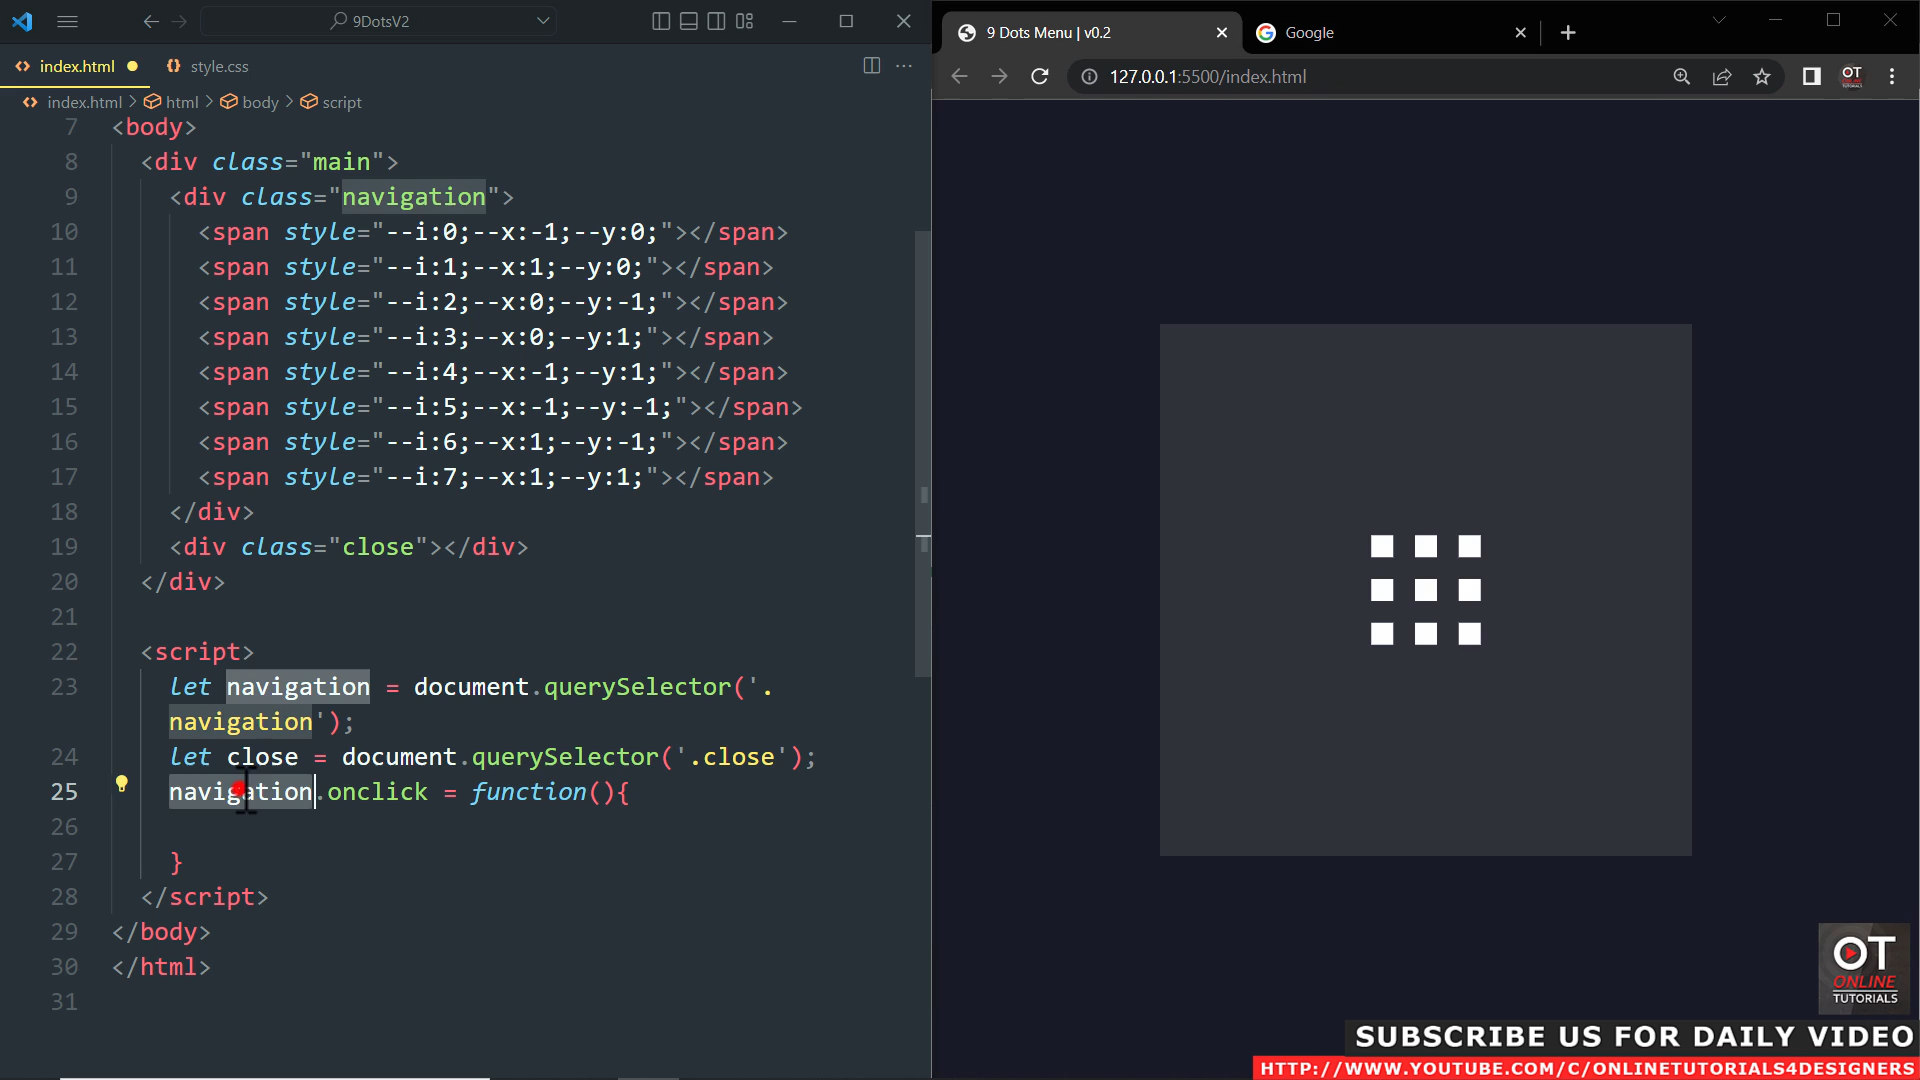 9DotsV2
index.html
style.css
index.html > html > body > script
7 <body>
8 <div class="main">
9 <div class="navigation">
10 <span style="--i:0;--x:-1;--y:0;"></span>
11 <span style="--i:1;--x:1;--y:0;"></span>
12 <span style="--i:2;--x:0;--y:-1;"></span>
13 <span style="--i:3;--x:0;--y:1;"></span>
14 <span style="--i:4;--x:-1;--y:1;"></span>
15 <span style="--i:5;--x:-1;--y:-1;"></span>
16 <span style="--i:6;--x:1;--y:-1;"></span>
17 <span style="--i:7;--x:1;--y:1;"></span>
18 </div>
19 <div class="close"></div>
20 </div>
21
22 <script>
23 let navigation = document.querySelector('.
navigation');
24 let close = document.querySelector('.close');
25 navigation.onclick = function(){
26
27 }
28 </script>
29 </body>
30 </html>
31
9 Dots Menu | v0.2
Google
127.0.0.1:5500/index.html
OT
OT
ONLINE
TUTORIALS
SUBSCRIBE US FOR DAILY VIDEO
HTTP://WWW.YOUTUBE.COM/C/ONLINETUTORIALS4DESIGNERS